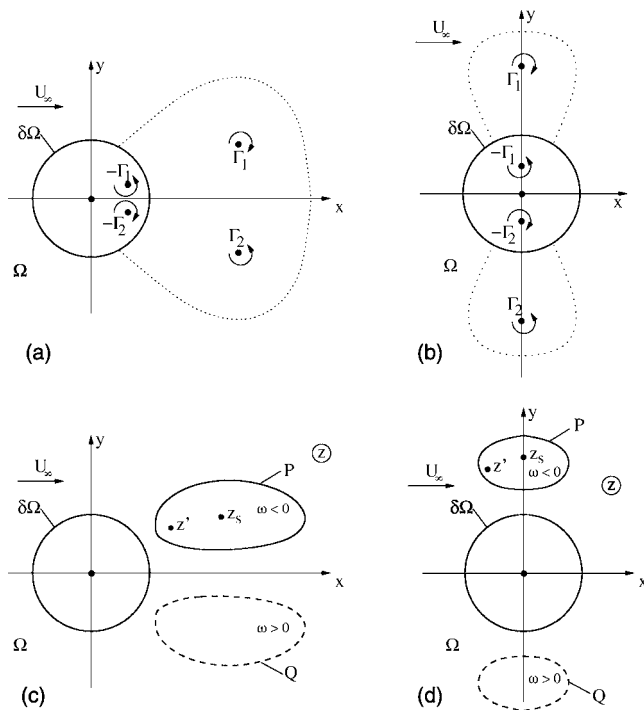 y
U∞
δΩ
-Γ1
Γ1
x
-Γ2
Γ2
Ω
(a)
y
U∞
Γ1
δΩ
-Γ1
x
-Γ2
Ω
Γ2
(b)
y
P
z
U∞
z'
zS
ω < 0
δΩ
x
ω > 0
Ω
Q
(c)
y
P
zS
z'
ω < 0
U∞
z
δΩ
x
Ω
ω > 0
Q
(d)